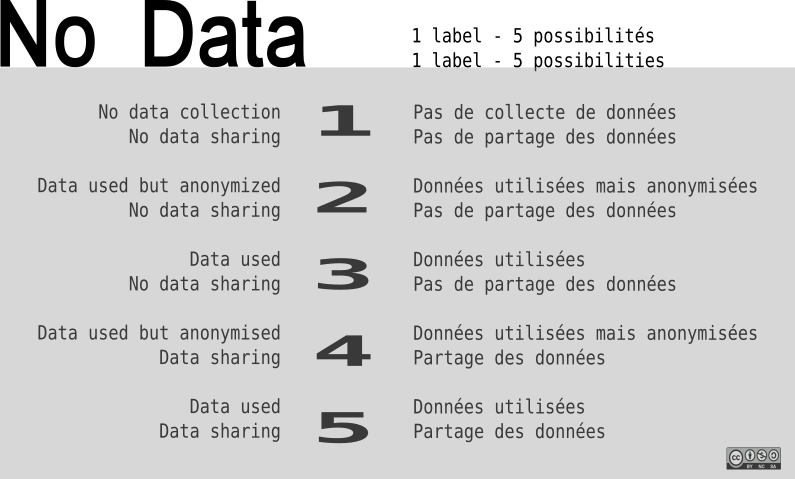 No Data
1 label - 5 possibilités
1 label - 5 possibilities
No data collection
No data sharing
1
Pas de collecte de données
Pas de partage des données
Data used but anonymized
No data sharing
2
Données utilisées mais anonymisées
Pas de partage des données
Data used
No data sharing
3
Données utilisées
Pas de partage des données
Data used but anonymised
Data sharing
4
Données utilisées mais anonymisées
Partage des données
Data used
Data sharing
5
Données utilisées
Partage des données
cc
BY NC SA